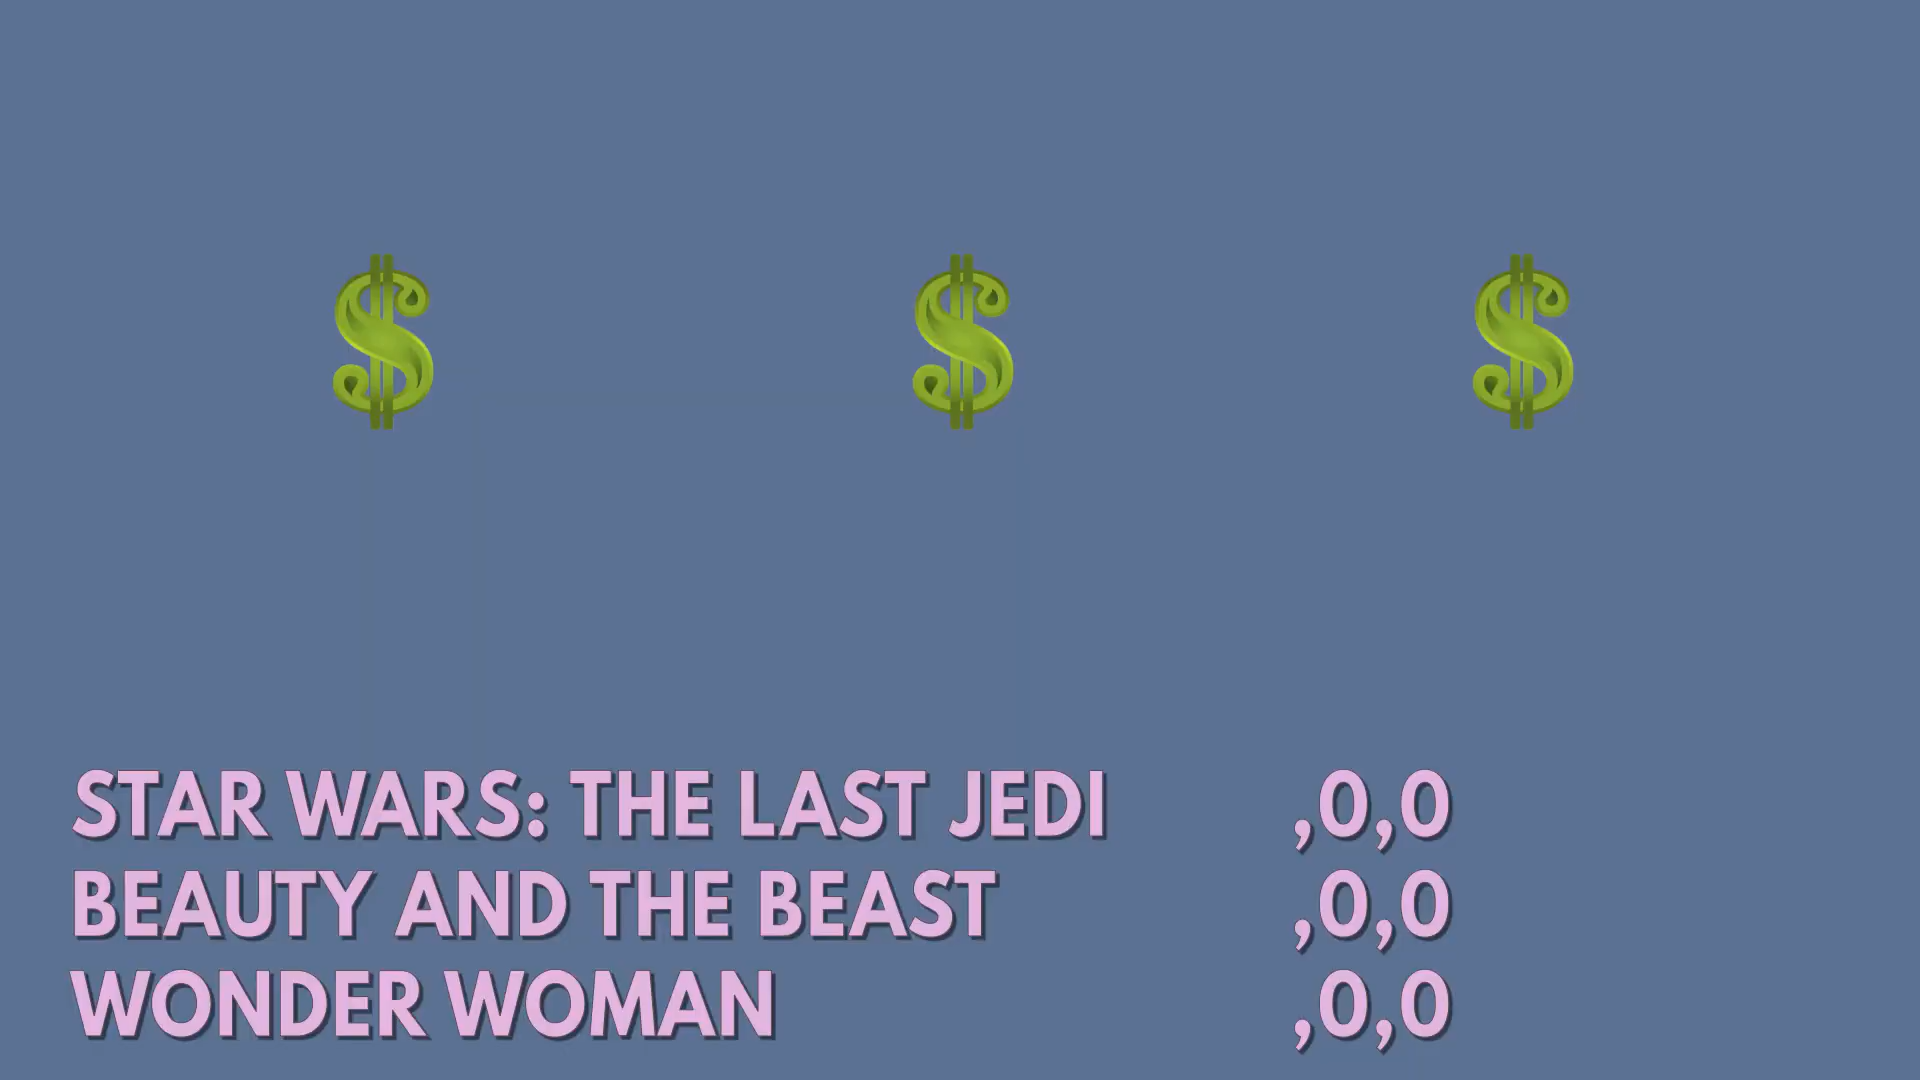 $ $ $
STAR WARS: THE LAST JEDI ,0,0
BEAUTY AND THE BEAST ,0,0
WONDER WOMAN ,0,0